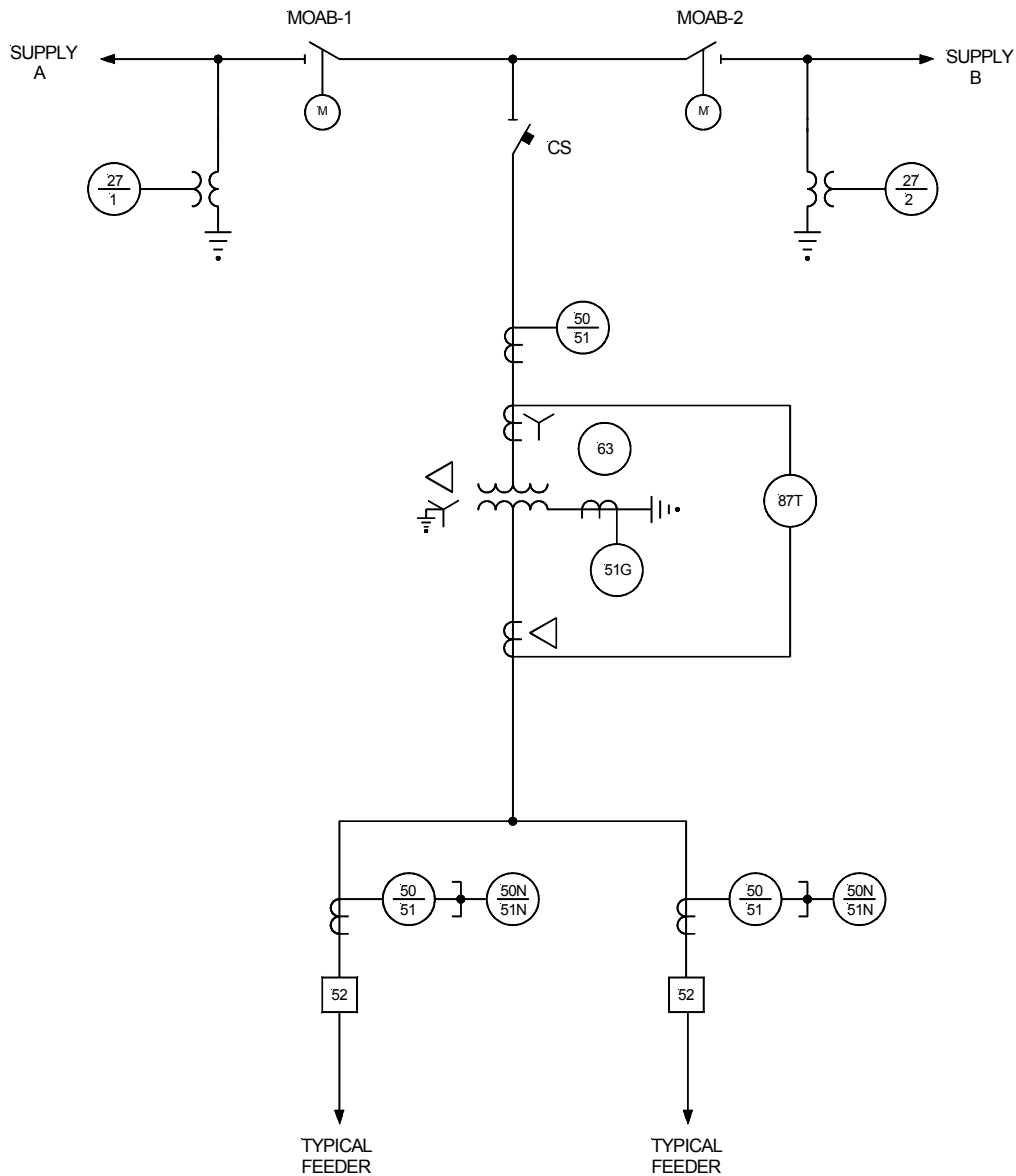 MOAB-1
MOAB-2
SUPPLY
A
SUPPLY
B
M
M
CS
27
1
27
2
50
51
63
87T
51G
50
51
50N
51N
50
51
50N
51N
52
52
TYPICAL
FEEDER
TYPICAL
FEEDER